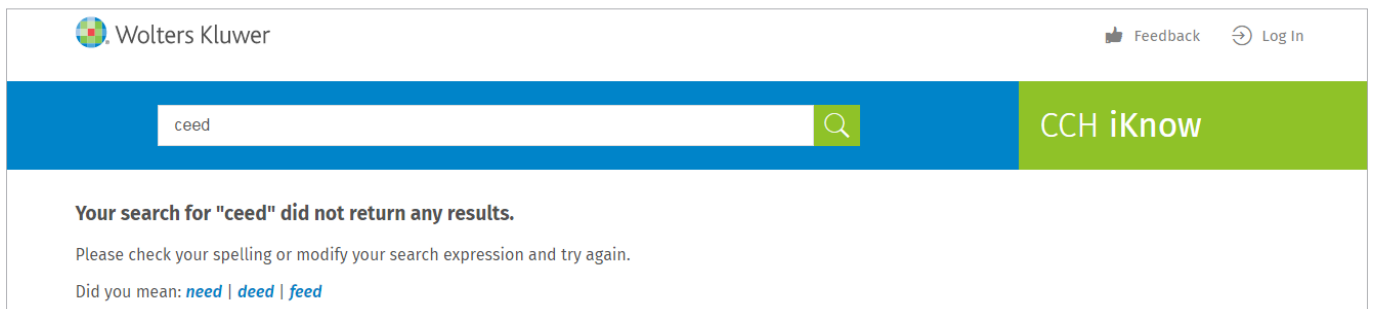 Wolters Kluwer
Feedback Log In
ceed
CCH iKnow
Your search for "ceed" did not return any results.
Please check your spelling or modify your search expression and try again.
Did you mean: need | deed | feed